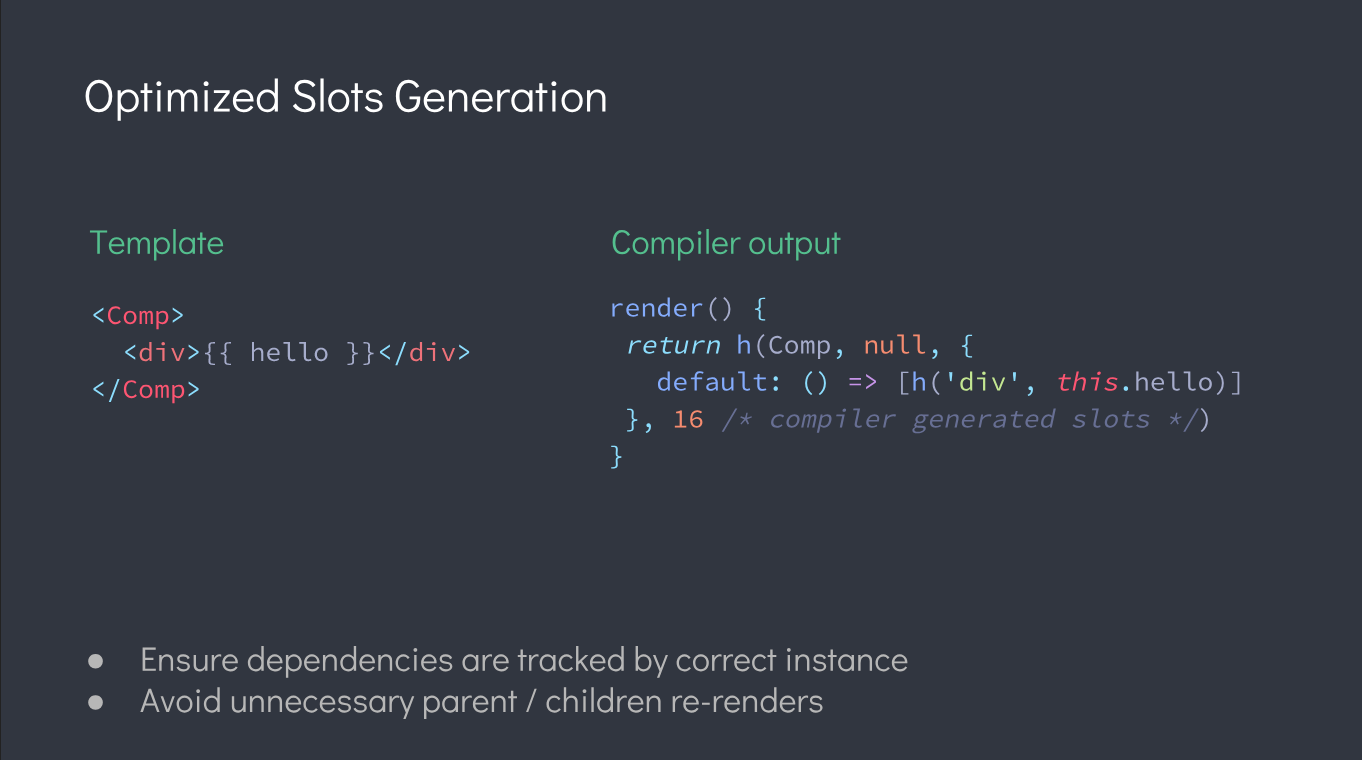 Optimized Slots Generation
Template
<Comp>
  <div>{{ hello }}</div>
</Comp>
Compiler output
render() {
 return h(Comp, null, {
   default: () => [h('div', this.hello)]
 }, 16 /* compiler generated slots */)
}
● Ensure dependencies are tracked by correct instance
● Avoid unnecessary parent / children re-renders